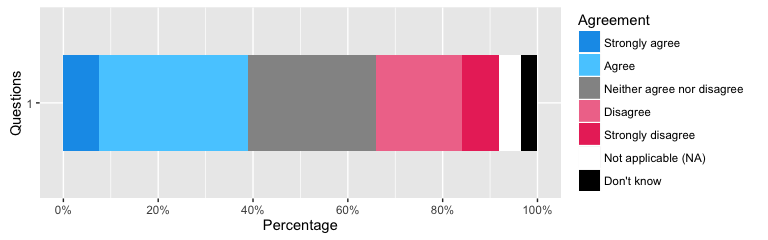 Questions
1
0%
20%
40%
60%
80%
100%
Percentage
Agreement
Strongly agree
Agree
Neither agree nor disagree
Disagree
Strongly disagree
Not applicable (NA)
Don't know